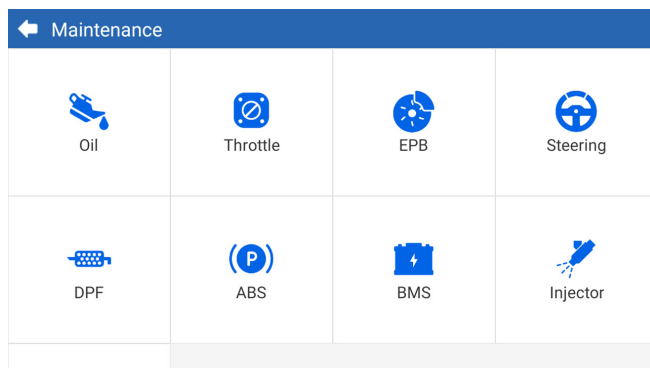 Maintenance
Oil
Throttle
EPB
Steering
P
DPF
ABS
BMS
Injector